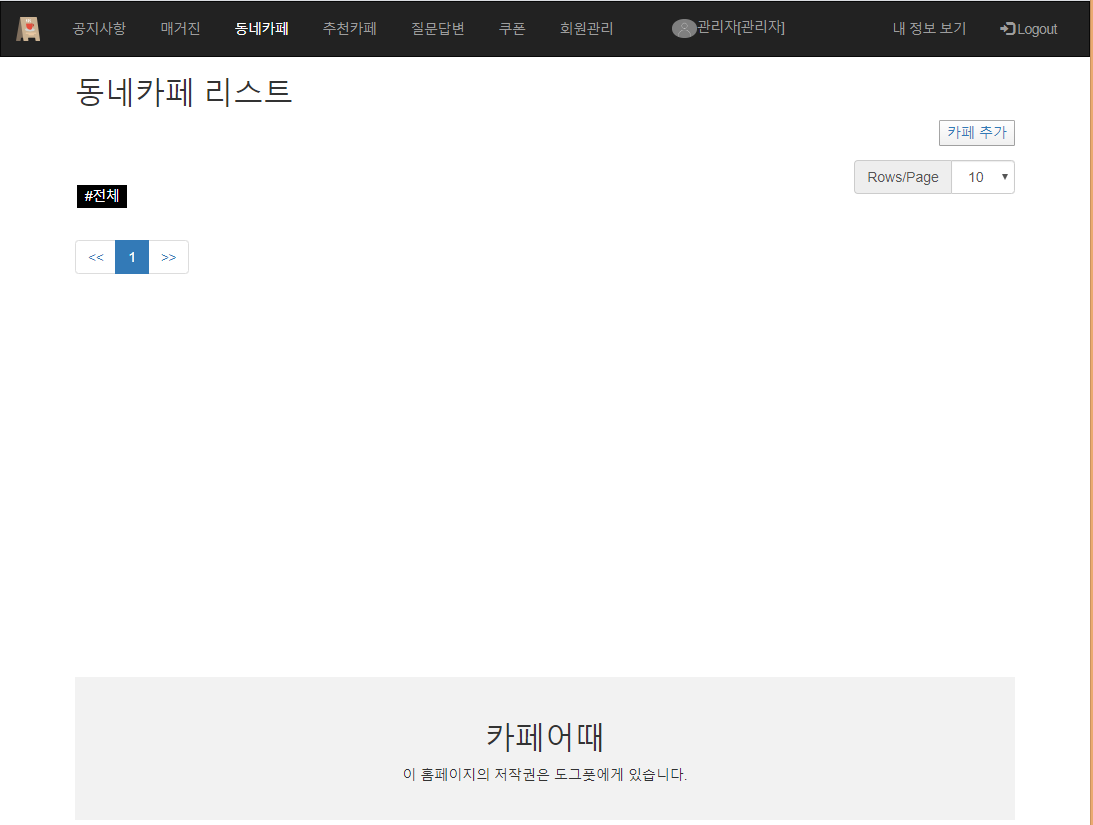 공지사항 매거진 동네카페 추천카페 질문답변 쿠폰 회원관리 관리자[관리자] 내 정보 보기 Logout
동네카페 리스트
카페 추가
Rows/Page 10
#전체
<< 1 >>
카페어때
이 홈페이지의 저작권은 도그풋에게 있습니다.